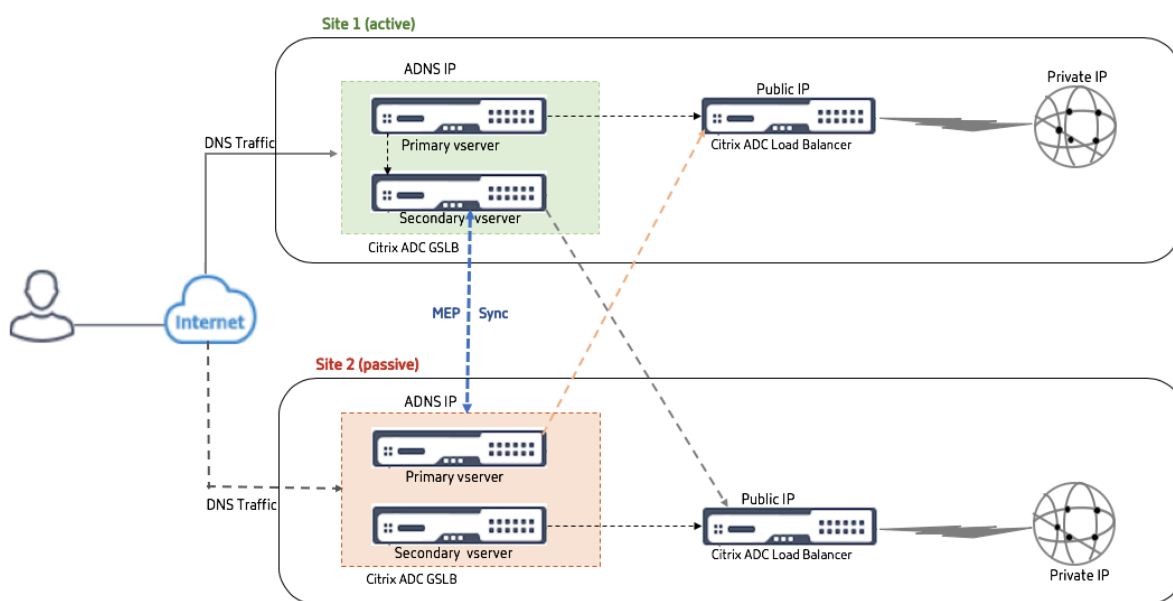 Site 1 (active)
ADNS IP
Primary vserver
Secondary vserver
Citrix ADC GSLB
Public IP
Citrix ADC Load Balancer
Private IP
DNS Traffic
Internet
MEP Sync
Site 2 (passive)
ADNS IP
Primary vserver
Secondary vserver
Citrix ADC GSLB
DNS Traffic
Public IP
Citrix ADC Load Balancer
Private IP